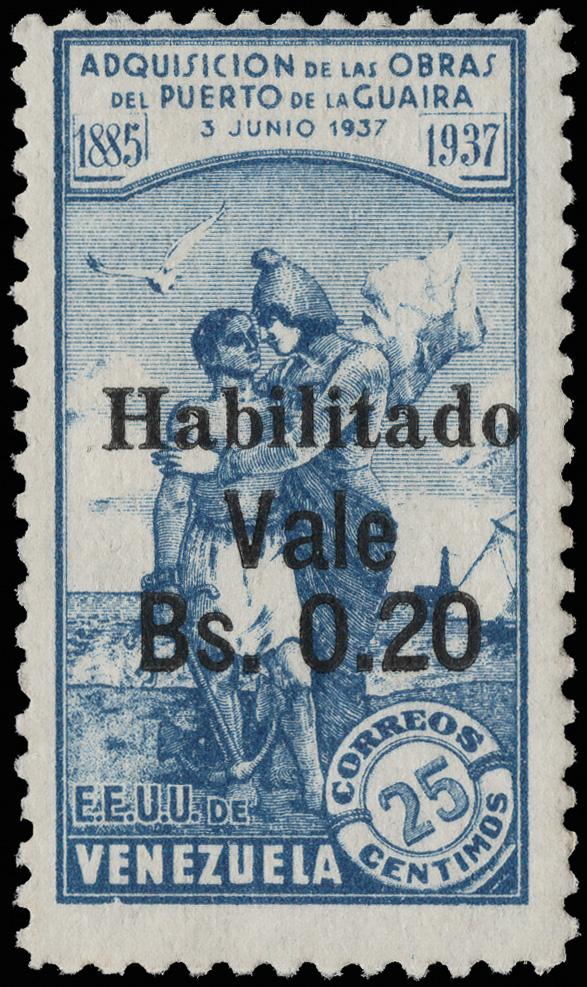 ADQUISICION DE LAS OBRAS
DEL PUERTO DE LA GUAIRA
3 JUNIO 1937
1885
1937
Habilitado
Vale
Bs. 0.20
CORREOS
25
CENTIMOS
E.E.U.U. DE
VENEZUELA